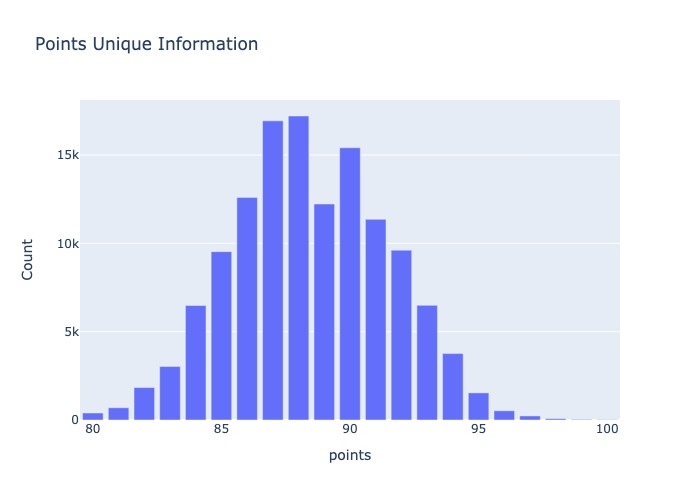 Points Unique Information
15k
10k
5k
0
Count
80 85 90 95 100
points